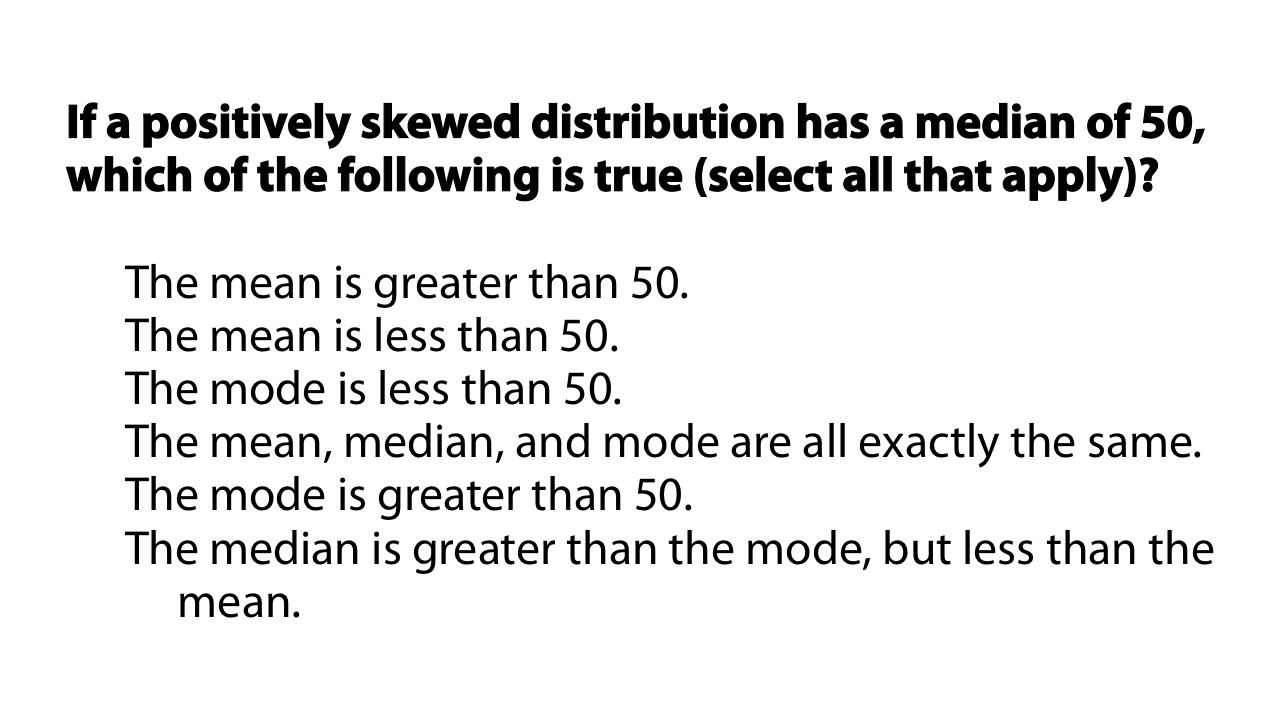 If a positively skewed distribution has a median of 50,
which of the following is true (select all that apply)?
The mean is greater than 50.
The mean is less than 50.
The mode is less than 50.
The mean, median, and mode are all exactly the same.
The mode is greater than 50.
The median is greater than the mode, but less than the
mean.